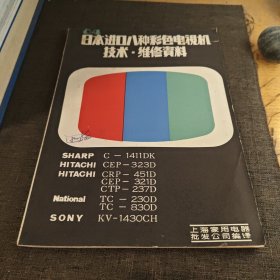 日本进口八种彩色电视机
技术·维修资料
SHARP C-1411DK
HITACHI CEP-323D
HITACHI CRP-451D
CEP-321D
CTP-237D
National TC-230D
TC-830D
SONY KV-1430CH
上海家用电器
批发公司编译